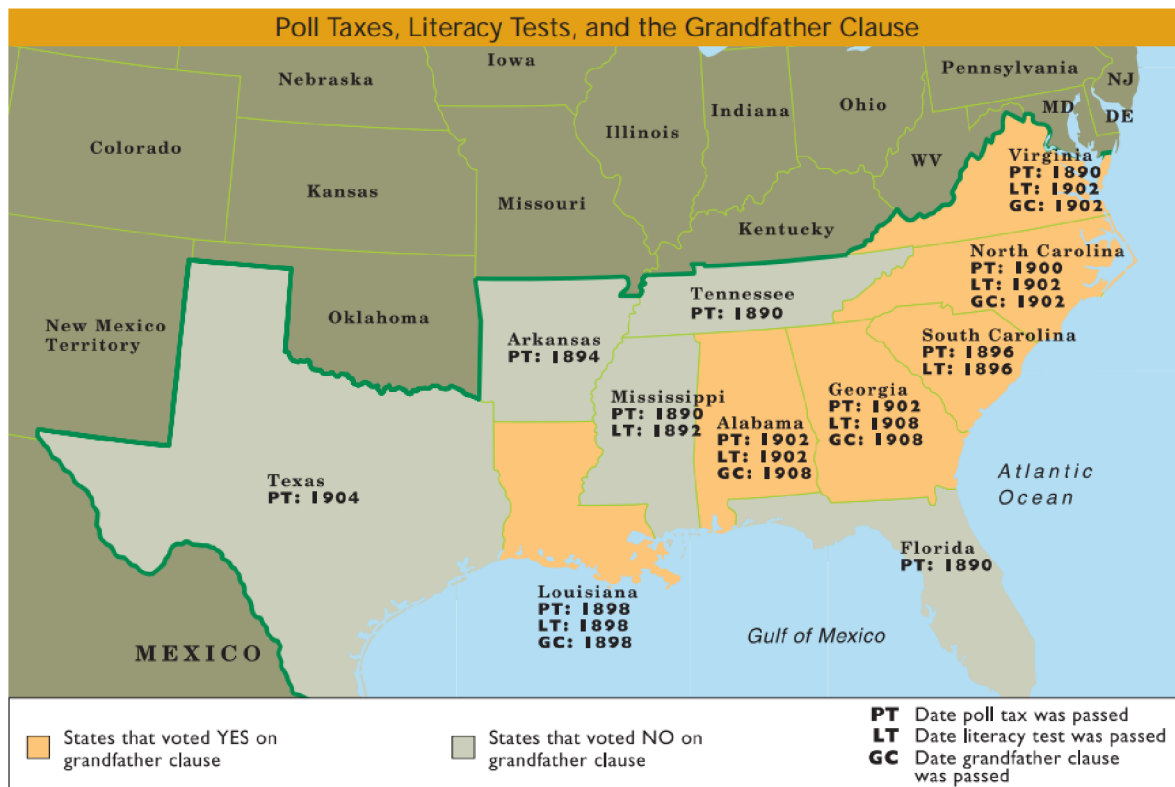 Poll Taxes, Literacy Tests, and the Grandfather Clause
Iowa
Nebraska
Pennsylvania
NJ
Ohio
Indiana
Illinois
MD
DE
Colorado
WV
Virginia
PT: 1890
LT: 1902
GC: 1902
Kansas
Missouri
Kentucky
North Carolina
PT: 1900
LT: 1902
GC: 1902
Tennessee
PT: 1890
New Mexico
Territory
Oklahoma
Arkansas
PT: 1894
South Carolina
PT: 1896
LT: 1896
Mississippi
PT: 1890
LT: 1892
Alabama
PT: 1902
LT: 1902
GC: 1908
Georgia
PT: 1902
LT: 1908
GC: 1908
Texas
PT: 1904
Atlantic
Ocean
Florida
PT: 1890
Louisiana
PT: 1898
LT: 1898
GC: 1898
Gulf of Mexico
MEXICO
States that voted YES on
grandfather clause
States that voted NO on
grandfather clause
PT Date poll tax was passed
LT Date literacy test was passed
GC Date grandfather clause
was passed